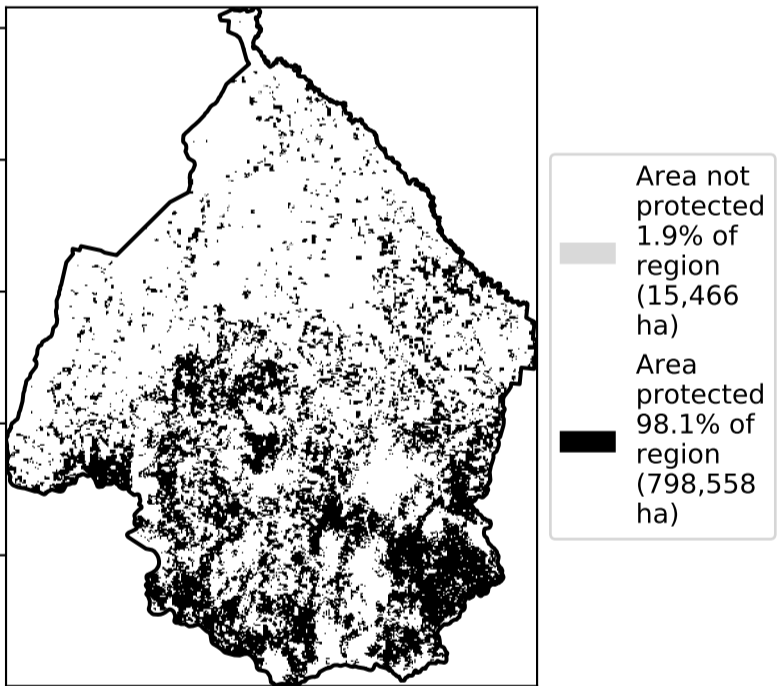 Area not
protected
1.9% of
region
(15,466
ha)
Area
protected
98.1% of
region
(798,558
ha)